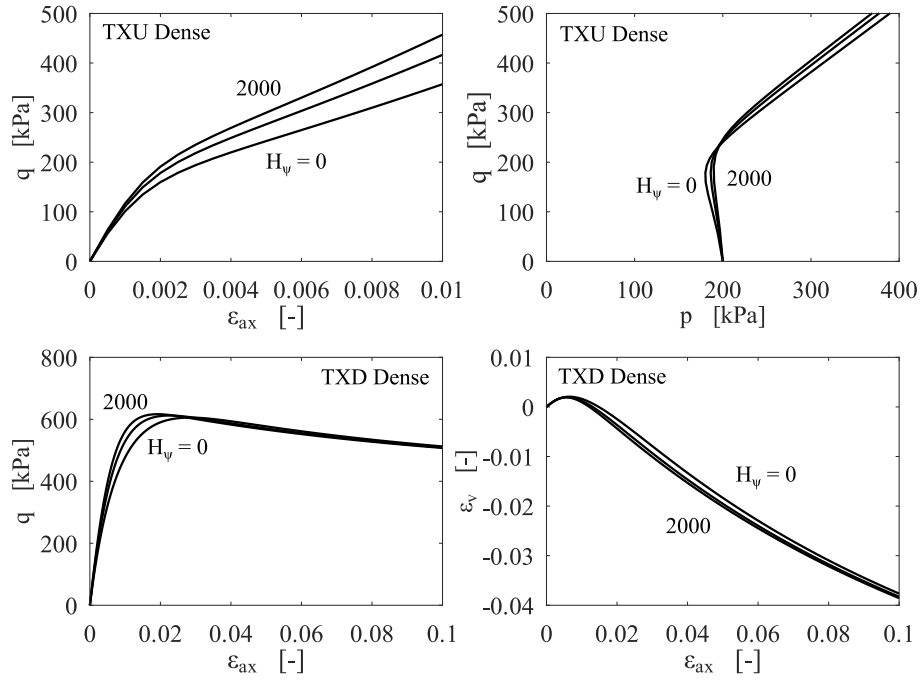 TXU Dense
500
400
300
200
100
0
q [kPa]
2000
H_ψ = 0
0 0.002 0.004 0.006 0.008 0.01
ε_ax [-]
TXU Dense
500
400
300
200
100
0
q [kPa]
H_ψ = 0
2000
0 100 200 300 400
p [kPa]
TXD Dense
800
600
400
200
0
q [kPa]
2000
H_ψ = 0
0 0.02 0.04 0.06 0.08 0.1
ε_ax [-]
TXD Dense
0.01
0
-0.01
-0.02
-0.03
-0.04
ε_v [-]
H_ψ = 0
2000
0 0.02 0.04 0.06 0.08 0.1
ε_ax [-]